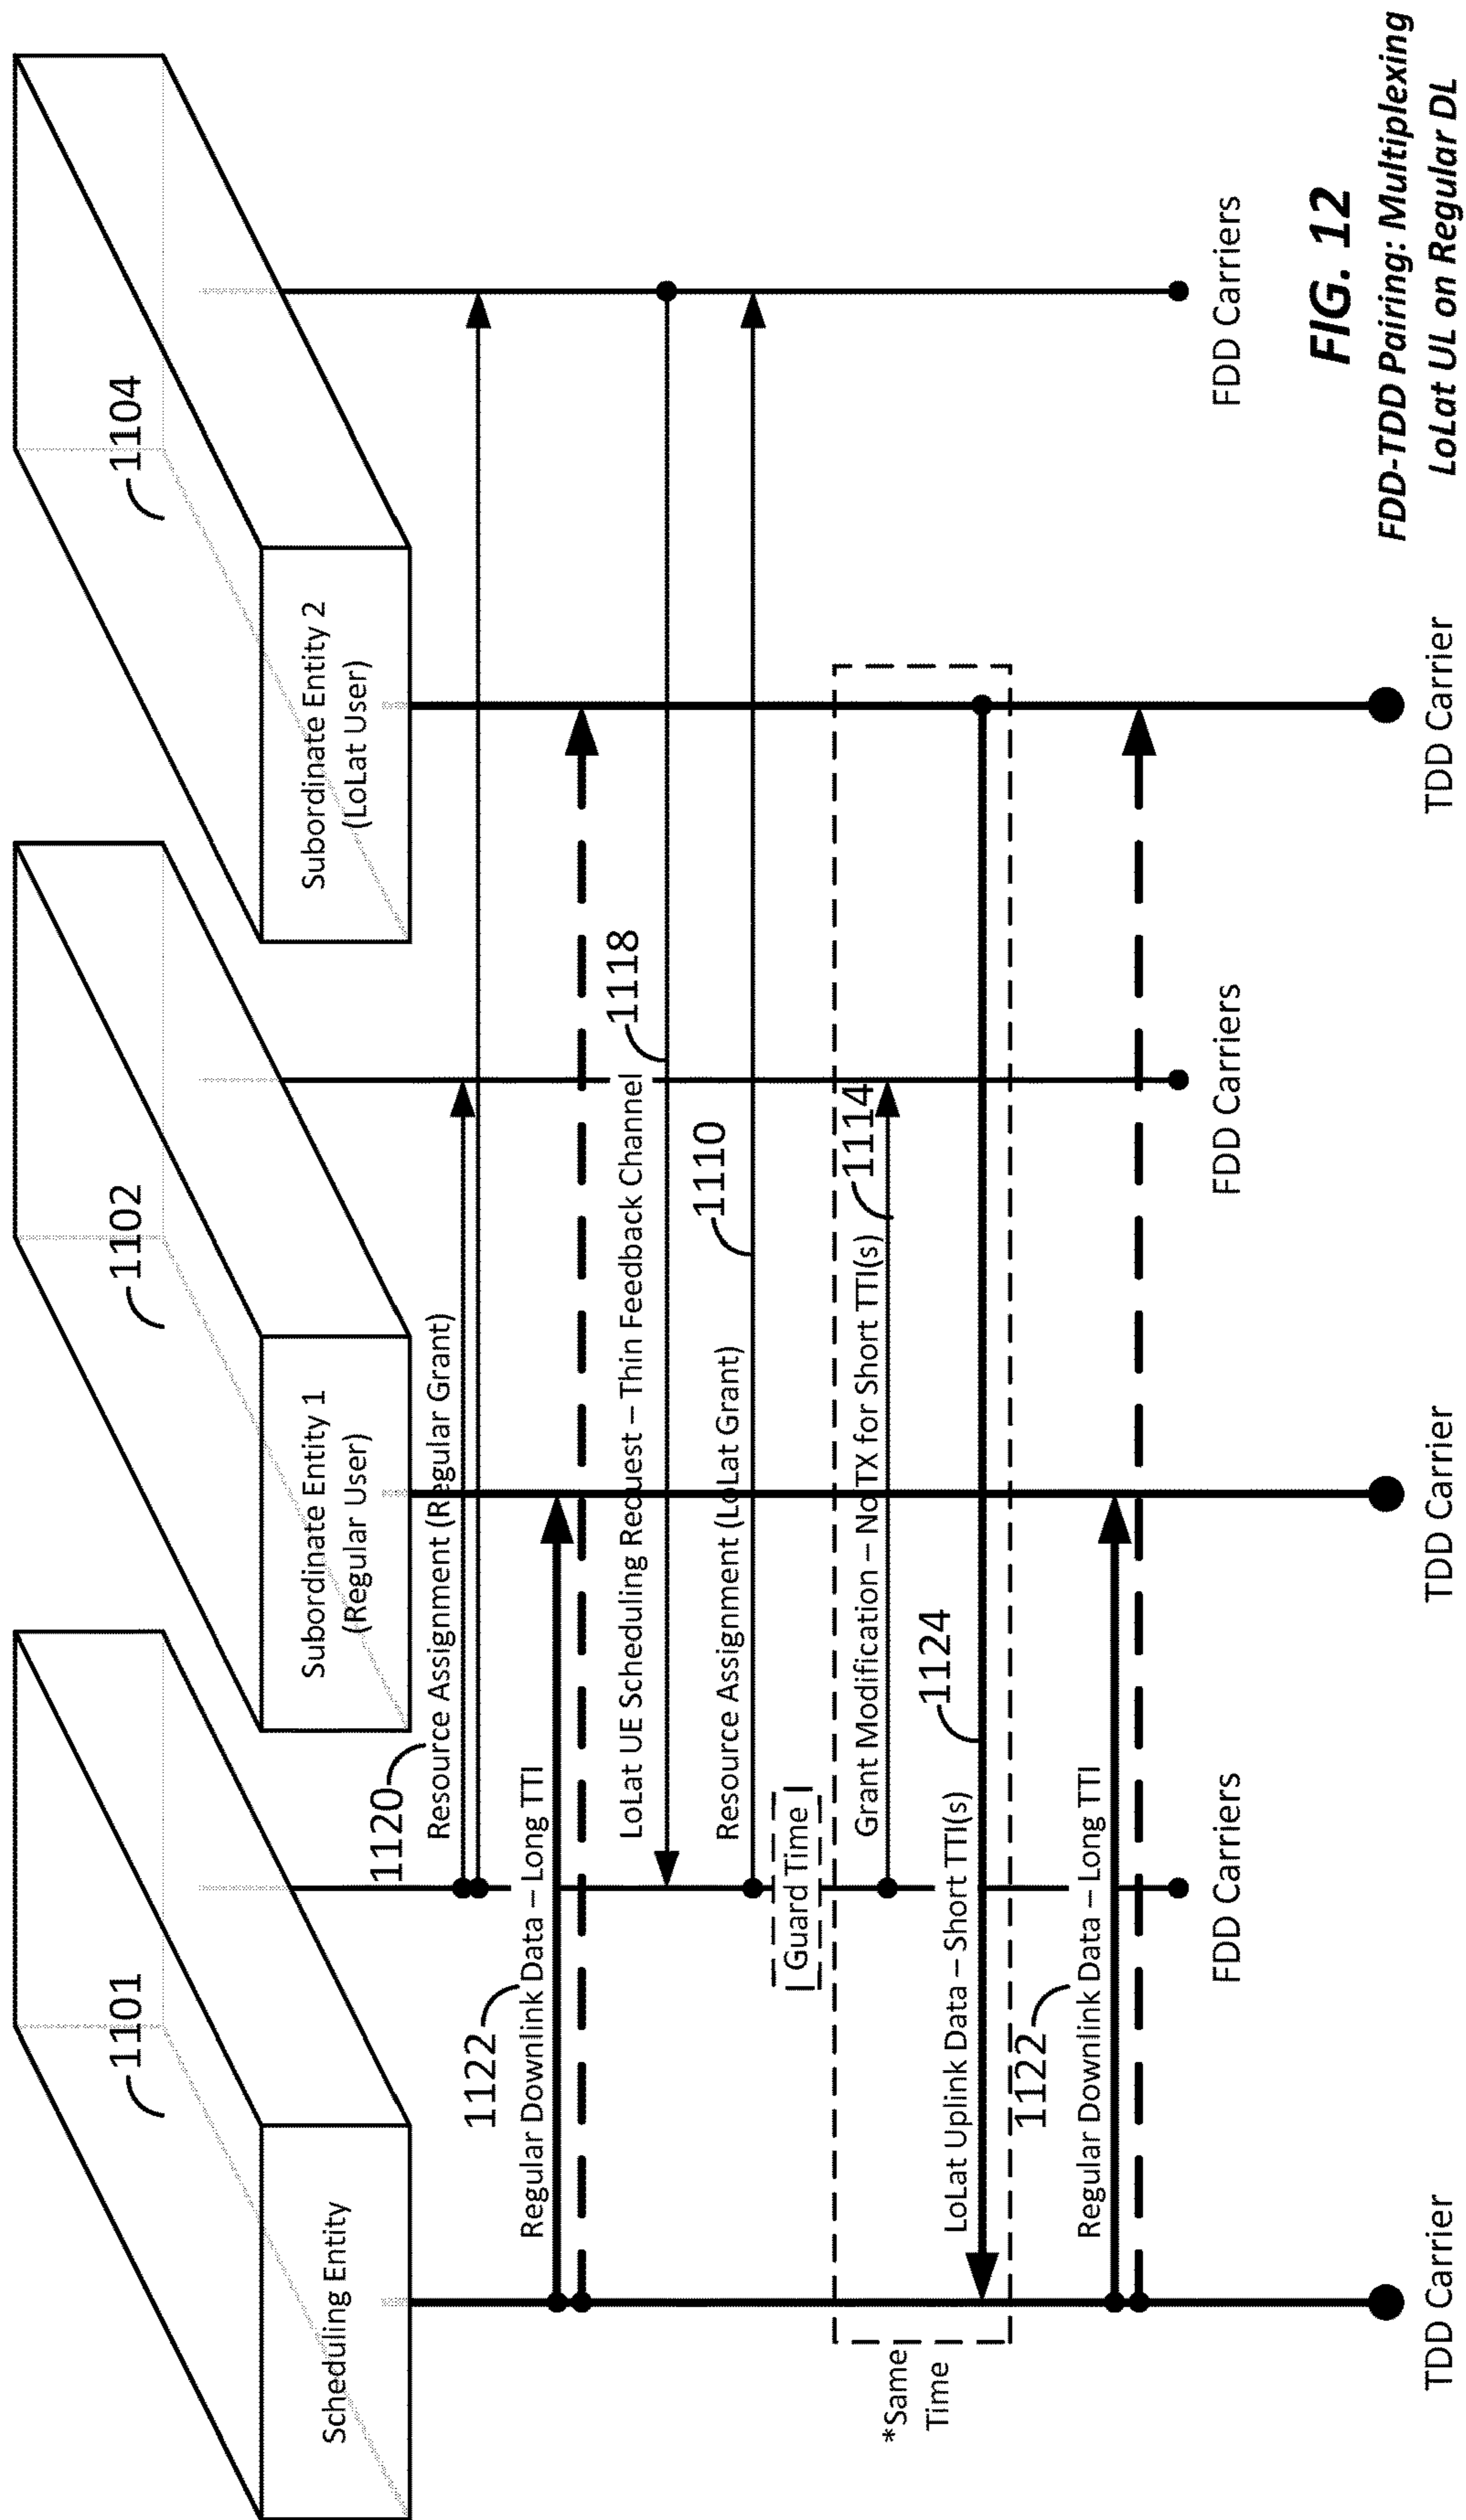 1101
1102
1104
Scheduling Entity
Subordinate Entity 1
(Regular User)
Subordinate Entity 2
(LoLat User)
1120
Resource Assignment (Regular Grant)
1122
Regular Downlink Data – Long TTI
1118
LoLat UE Scheduling Request – Thin Feedback Channel
1110
Resource Assignment (LoLat Grant)
Guard Time
*Same
Time
1114
Grant Modification – No TX for Short TTI(s)
1124
LoLat Uplink Data – Short TTI(s)
1122
Regular Downlink Data – Long TTI
FDD Carriers
FDD Carriers
FDD Carriers
TDD Carrier
TDD Carrier
TDD Carrier
FIG. 12
FDD-TDD Pairing: Multiplexing
LoLat UL on Regular DL